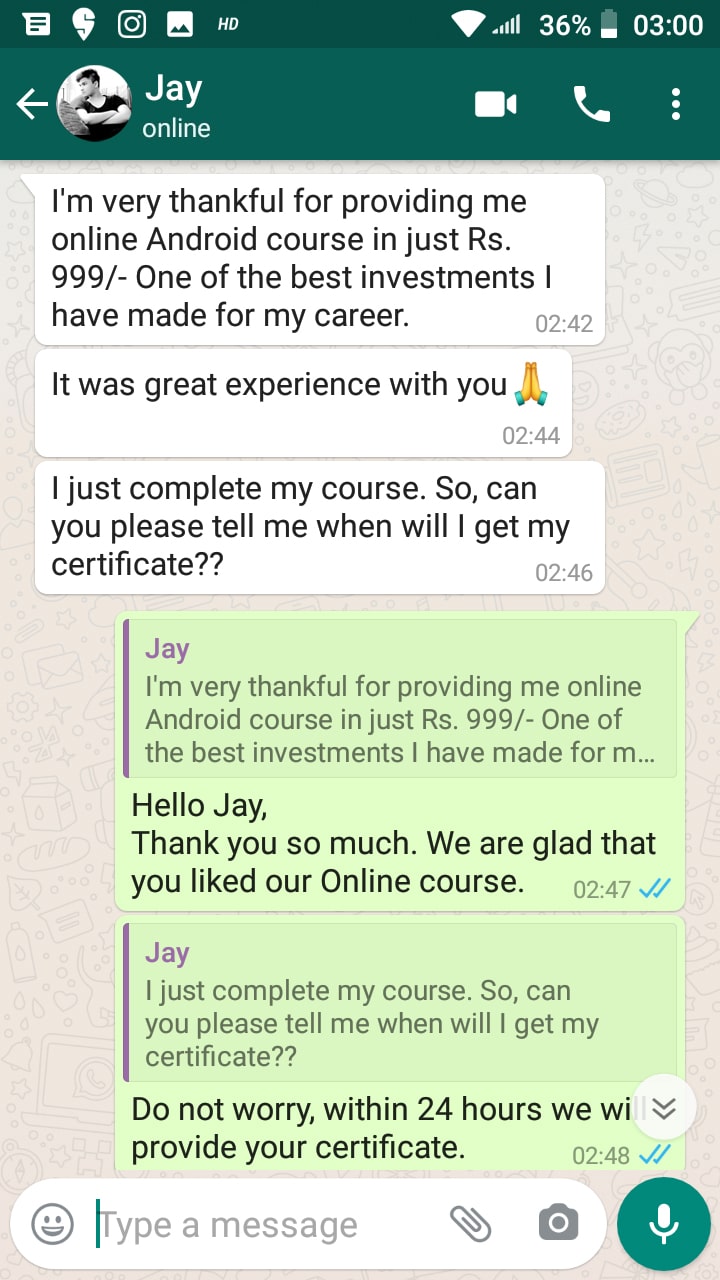 HD 36% 03:00
Jay
online
I'm very thankful for providing me
online Android course in just Rs.
999/- One of the best investments I
have made for my career. 02:42
It was great experience with you🙏
02:44
I just complete my course. So, can
you please tell me when will I get my
certificate?? 02:46
Jay
I'm very thankful for providing me online
Android course in just Rs. 999/- One of
the best investments I have made for m...
Hello Jay,
Thank you so much. We are glad that
you liked our Online course. 02:47
Jay
I just complete my course. So, can
you please tell me when will I get my
certificate??
Do not worry, within 24 hours we will
provide your certificate. 02:48
Type a message